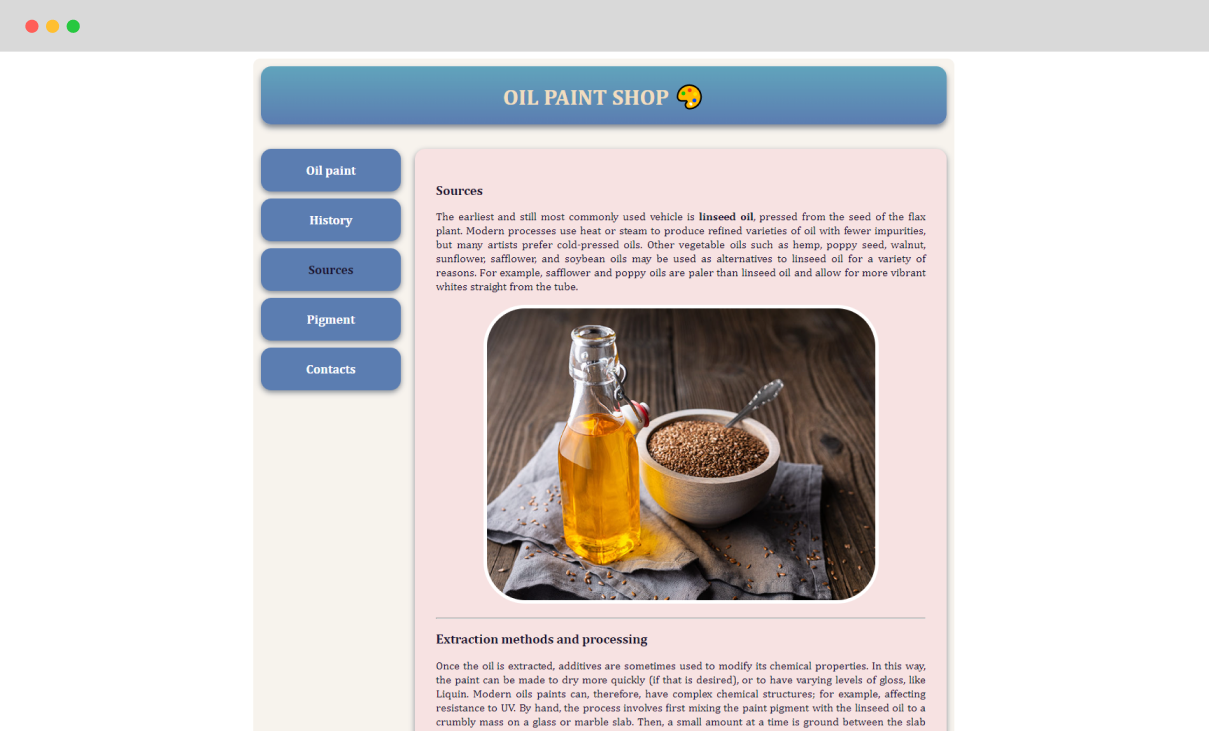 OIL PAINT SHOP
Oil paint
History
Sources
Pigment
Contacts
Sources
The earliest and still most commonly used vehicle is linseed oil, pressed from the seed of the flax
plant. Modern processes use heat or steam to produce refined varieties of oil with fewer impurities,
but many artists prefer cold-pressed oils. Other vegetable oils such as hemp, poppy seed, walnut,
sunflower, safflower, and soybean oils may be used as alternatives to linseed oil for a variety of
reasons. For example, safflower and poppy oils are paler than linseed oil and allow for more vibrant
whites straight from the tube.
Extraction methods and processing
Once the oil is extracted, additives are sometimes used to modify its chemical properties. In this way,
the paint can be made to dry more quickly (if that is desired), or to have varying levels of gloss, like
Liquin. Modern oils paints can, therefore, have complex chemical structures; for example, affecting
resistance to UV. By hand, the process involves first mixing the paint pigment with the linseed oil to a
crumbly mass on a glass or marble slab. Then, a small amount at a time is ground between the slab